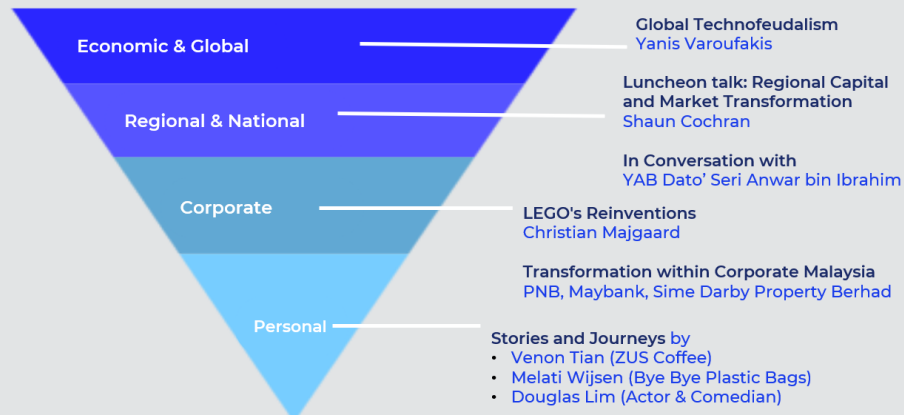 Economic & Global
Global Technofeudalism
Yanis Varoufakis
Regional & National
Luncheon talk: Regional Capital
and Market Transformation
Shaun Cochran
In Conversation with
YAB Dato’ Seri Anwar bin Ibrahim
Corporate
LEGO's Reinventions
Christian Majgaard
Transformation within Corporate Malaysia
PNB, Maybank, Sime Darby Property Berhad
Personal
Stories and Journeys by
• Venon Tian (ZUS Coffee)
• Melati Wijsen (Bye Bye Plastic Bags)
• Douglas Lim (Actor & Comedian)